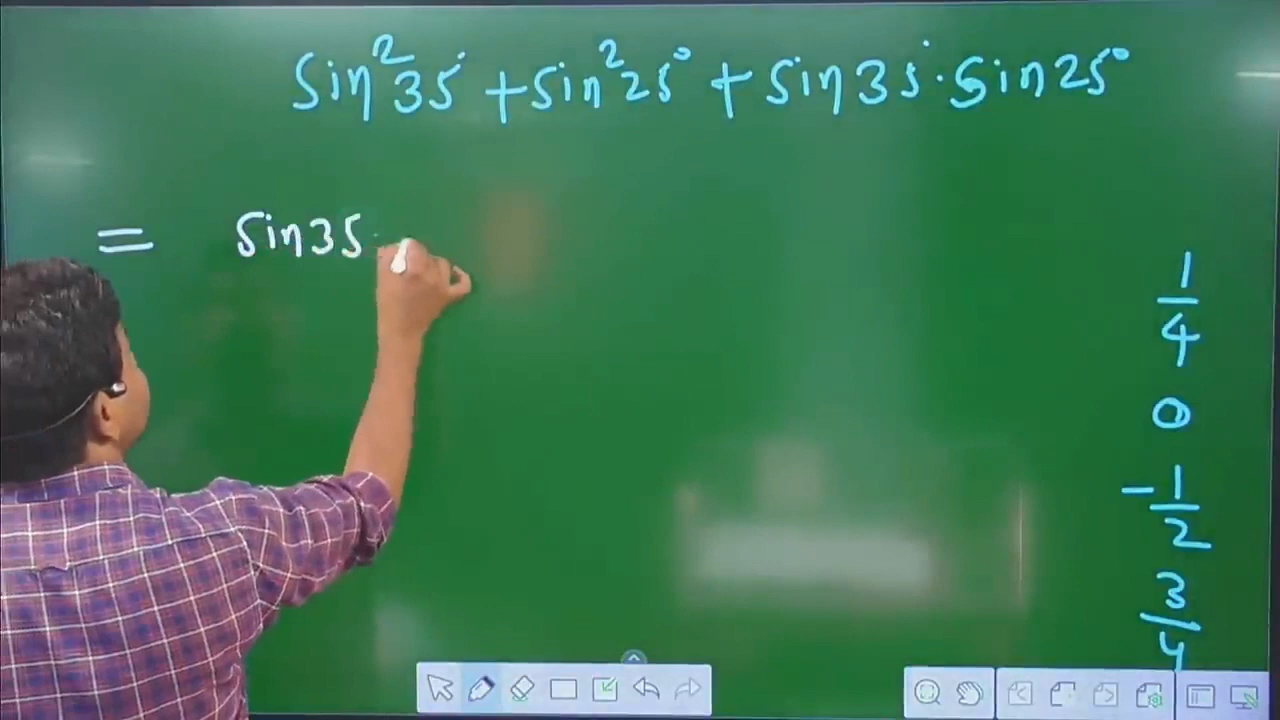 sin²35° + sin²25° + sin35°·sin25°
= sin35
1/4
0
-1/2
3/4